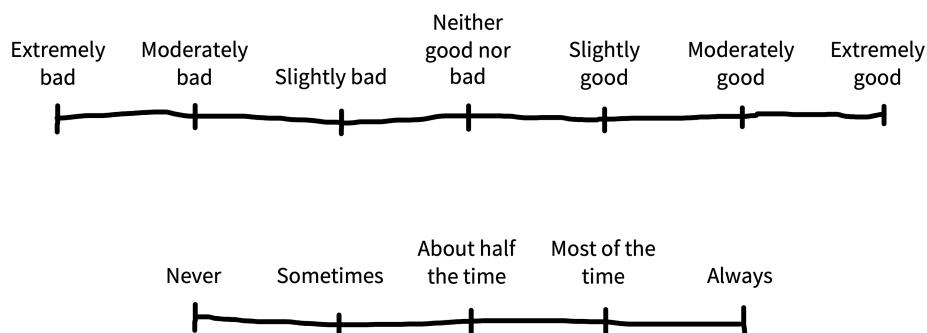 Extremely bad
Moderately bad
Slightly bad
Neither good nor bad
Slightly good
Moderately good
Extremely good
Never
Sometimes
About half the time
Most of the time
Always